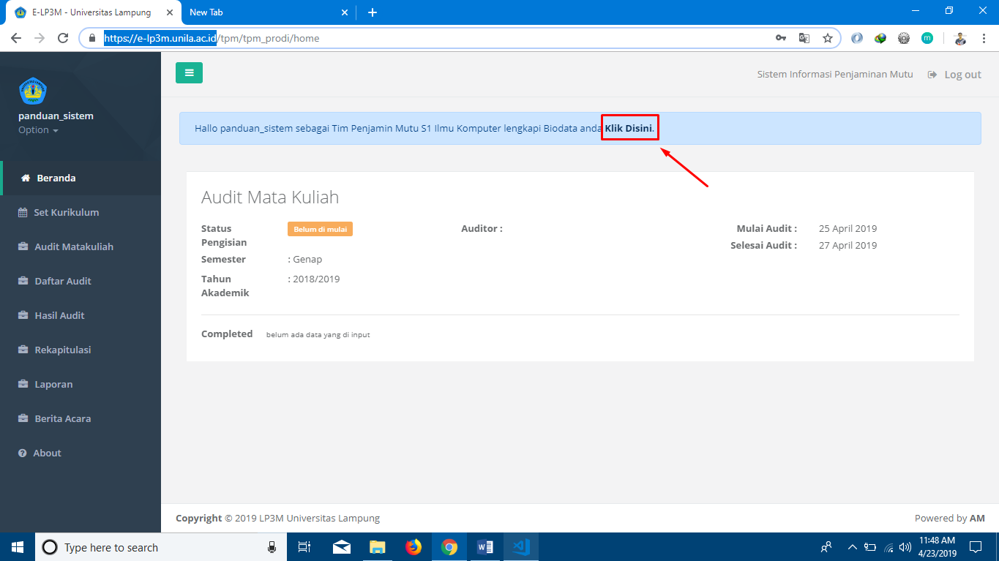 E-LP3M - Universitas Lampung
New Tab
https://e-lp3m.unila.ac.id/tpm/tpm_prodi/home
m
panduan_sistem
Option
Sistem Informasi Penjaminan Mutu
Log out
Hallo panduan_sistem sebagai Tim Penjamin Mutu S1 Ilmu Komputer lengkapi Biodata anda Klik Disini.
Beranda
Set Kurikulum
Audit Matakuliah
Daftar Audit
Hasil Audit
Rekapitulasi
Laporan
Berita Acara
About
Audit Mata Kuliah
Status Pengisian
Belum di mulai
Semester : Genap
Tahun Akademik : 2018/2019
Auditor :
Mulai Audit : 25 April 2019
Selesai Audit : 27 April 2019
Completed belum ada data yang di input
Copyright © 2019 LP3M Universitas Lampung
Powered by AM
Type here to search
11:48 AM
4/23/2019